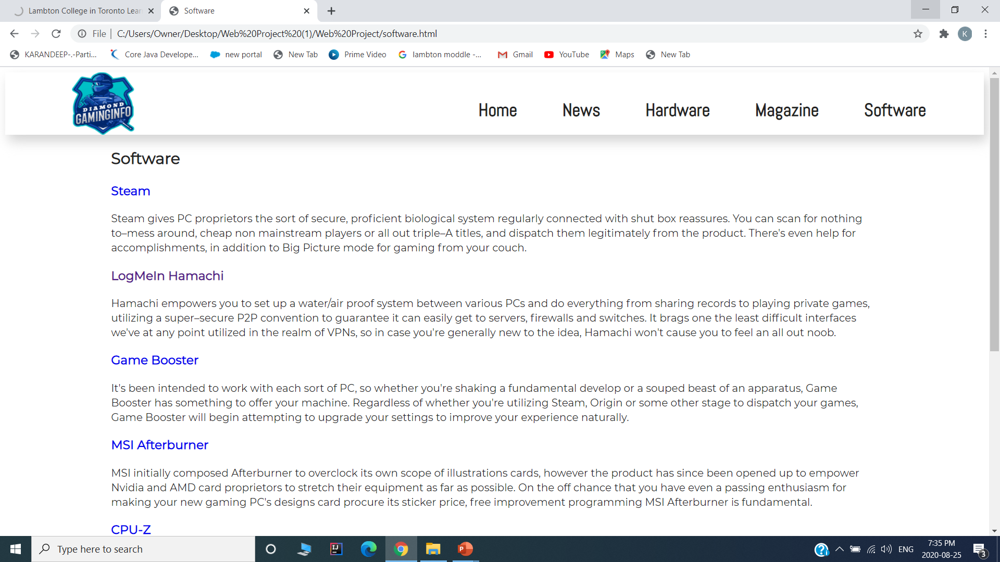 Lambton College in Toronto Lear
Software
File
C:/Users/Owner/Desktop/Web%20Project%20(1)/Web%20Project/software.html
K
KARANDEEP-.-Parti...
Core Java Develope...
new portal
New Tab
Prime Video
lambton moddle -...
Gmail
YouTube
Maps
New Tab
DIAMOND
GAMINGINFO
Home
News
Hardware
Magazine
Software
Software
Steam
Steam gives PC proprietors the sort of secure, proficient biological system regularly connected with shut box reassures. You can scan for nothing
to–mess around, cheap non mainstream players or all out triple–A titles, and dispatch them legitimately from the product. There's even help for
accomplishments, in addition to Big Picture mode for gaming from your couch.
LogMeIn Hamachi
Hamachi empowers you to set up a water/air proof system between various PCs and do everything from sharing records to playing private games,
utilizing a super–secure P2P convention to guarantee it can easily get to servers, firewalls and switches. It brags one the least difficult interfaces
we've at any point utilized in the realm of VPNs, so in case you're generally new to the idea, Hamachi won't cause you to feel an all out noob.
Game Booster
It's been intended to work with each sort of PC, so whether you're shaking a fundamental develop or a souped beast of an apparatus, Game
Booster has something to offer your machine. Regardless of whether you're utilizing Steam, Origin or some other stage to dispatch your games,
Game Booster will begin attempting to upgrade your settings to improve your experience naturally.
MSI Afterburner
MSI initially composed Afterburner to overclock its own scope of illustrations cards, however the product has since been opened up to empower
Nvidia and AMD card proprietors to stretch their equipment as far as possible. On the off chance that you have even a passing enthusiasm for
making your new gaming PC's designs card procure its sticker price, free improvement programming MSI Afterburner is fundamental.
CPU-Z
Type here to search
IJ
P
ENG
7:35 PM
2020-08-25
3